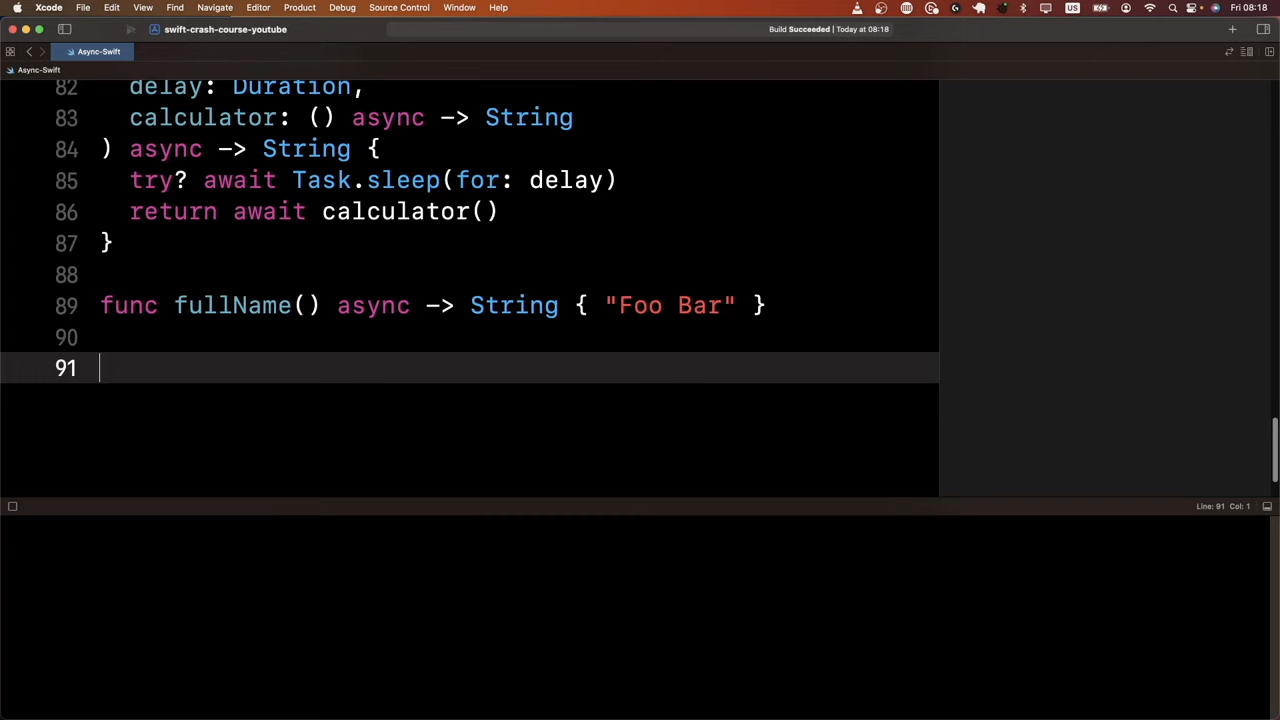 Xcode File Edit View Find Navigate Editor Product Debug Source Control Window Help US Fri 08:18
swift-crash-course-youtube Build Succeeded | Today at 08:18
Async-Swift
Async-Swift
82 delay: Duration,
83 calculator: () async -> String
84 ) async -> String {
85 try? await Task.sleep(for: delay)
86 return await calculator()
87 }
88
89 func fullName() async -> String { "Foo Bar" }
90
91
Line: 91 Col: 1